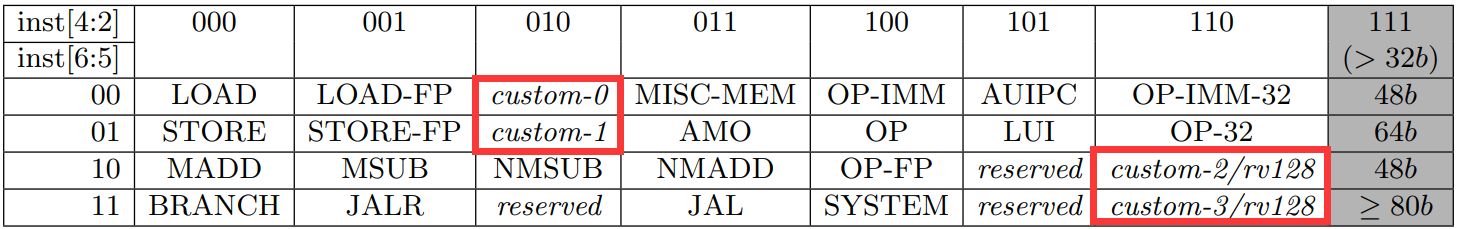 inst[4:2] 000 001 010 011 100 101 110 111
inst[6:5] (> 32b)
00 LOAD LOAD-FP custom-0 MISC-MEM OP-IMM AUIPC OP-IMM-32 48b
01 STORE STORE-FP custom-1 AMO OP LUI OP-32 64b
10 MADD MSUB NMSUB NMADD OP-FP reserved custom-2/rv128 48b
11 BRANCH JALR reserved JAL SYSTEM reserved custom-3/rv128 ≥ 80b